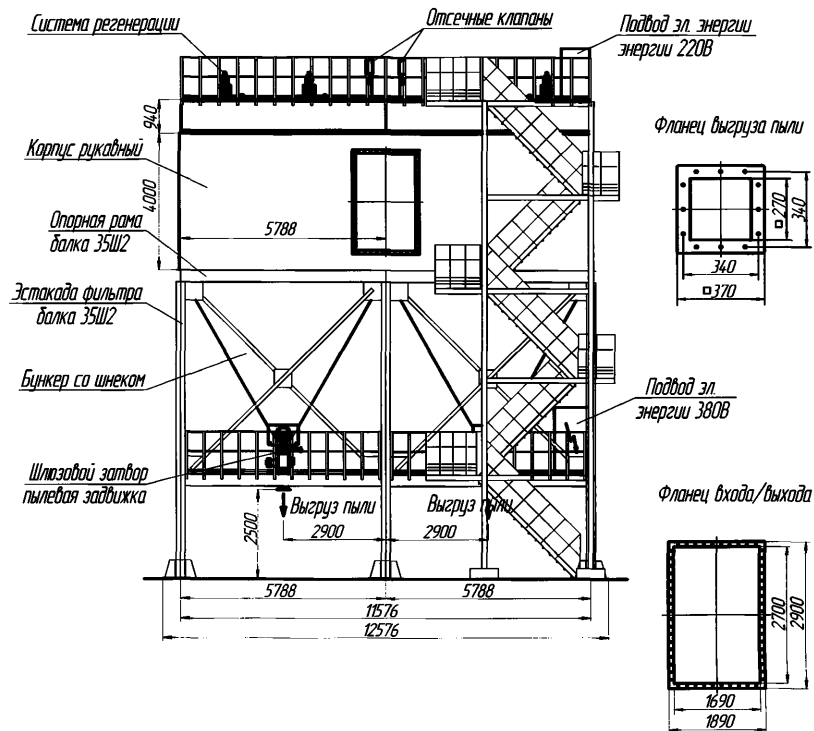 Система регенерации
Отсечные клапаны
Подвод эл. энергии
энергии 220В
940
Корпус рукавный
4000
Фланец выгруза пыли
□270
340
340
□370
Опорная рама
балка 35Ш2
5788
Эстакада фильтра
балка 35Ш2
Бункер со шнеком
Подвод эл.
энергии 380В
Шлюзовой затвор
пылевая задвижка
2500
Выгруз пыли
Выгруз пыли
2900
2900
Фланец входа/выхода
2700
2900
1690
1890
5788
5788
11576
12576